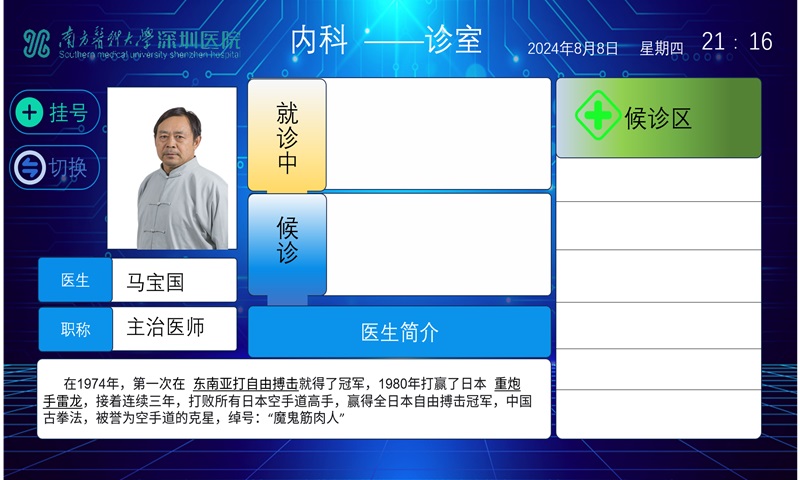 南方医科大学深圳医院
Southern medical university shenzhen hospital
内科 ——诊室
2024年8月8日 星期四 21：16
挂号
切换
就诊中
候诊
候诊区
医生 马宝国
职称 主治医师
医生简介
在1974年，第一次在 东南亚打自由搏击就得了冠军，1980年打赢了日本 重炮
手雷龙，接着连续三年，打败所有日本空手道高手，赢得全日本自由搏击冠军，中国
古拳法，被誉为空手道的克星，绰号：“魔鬼筋肉人”